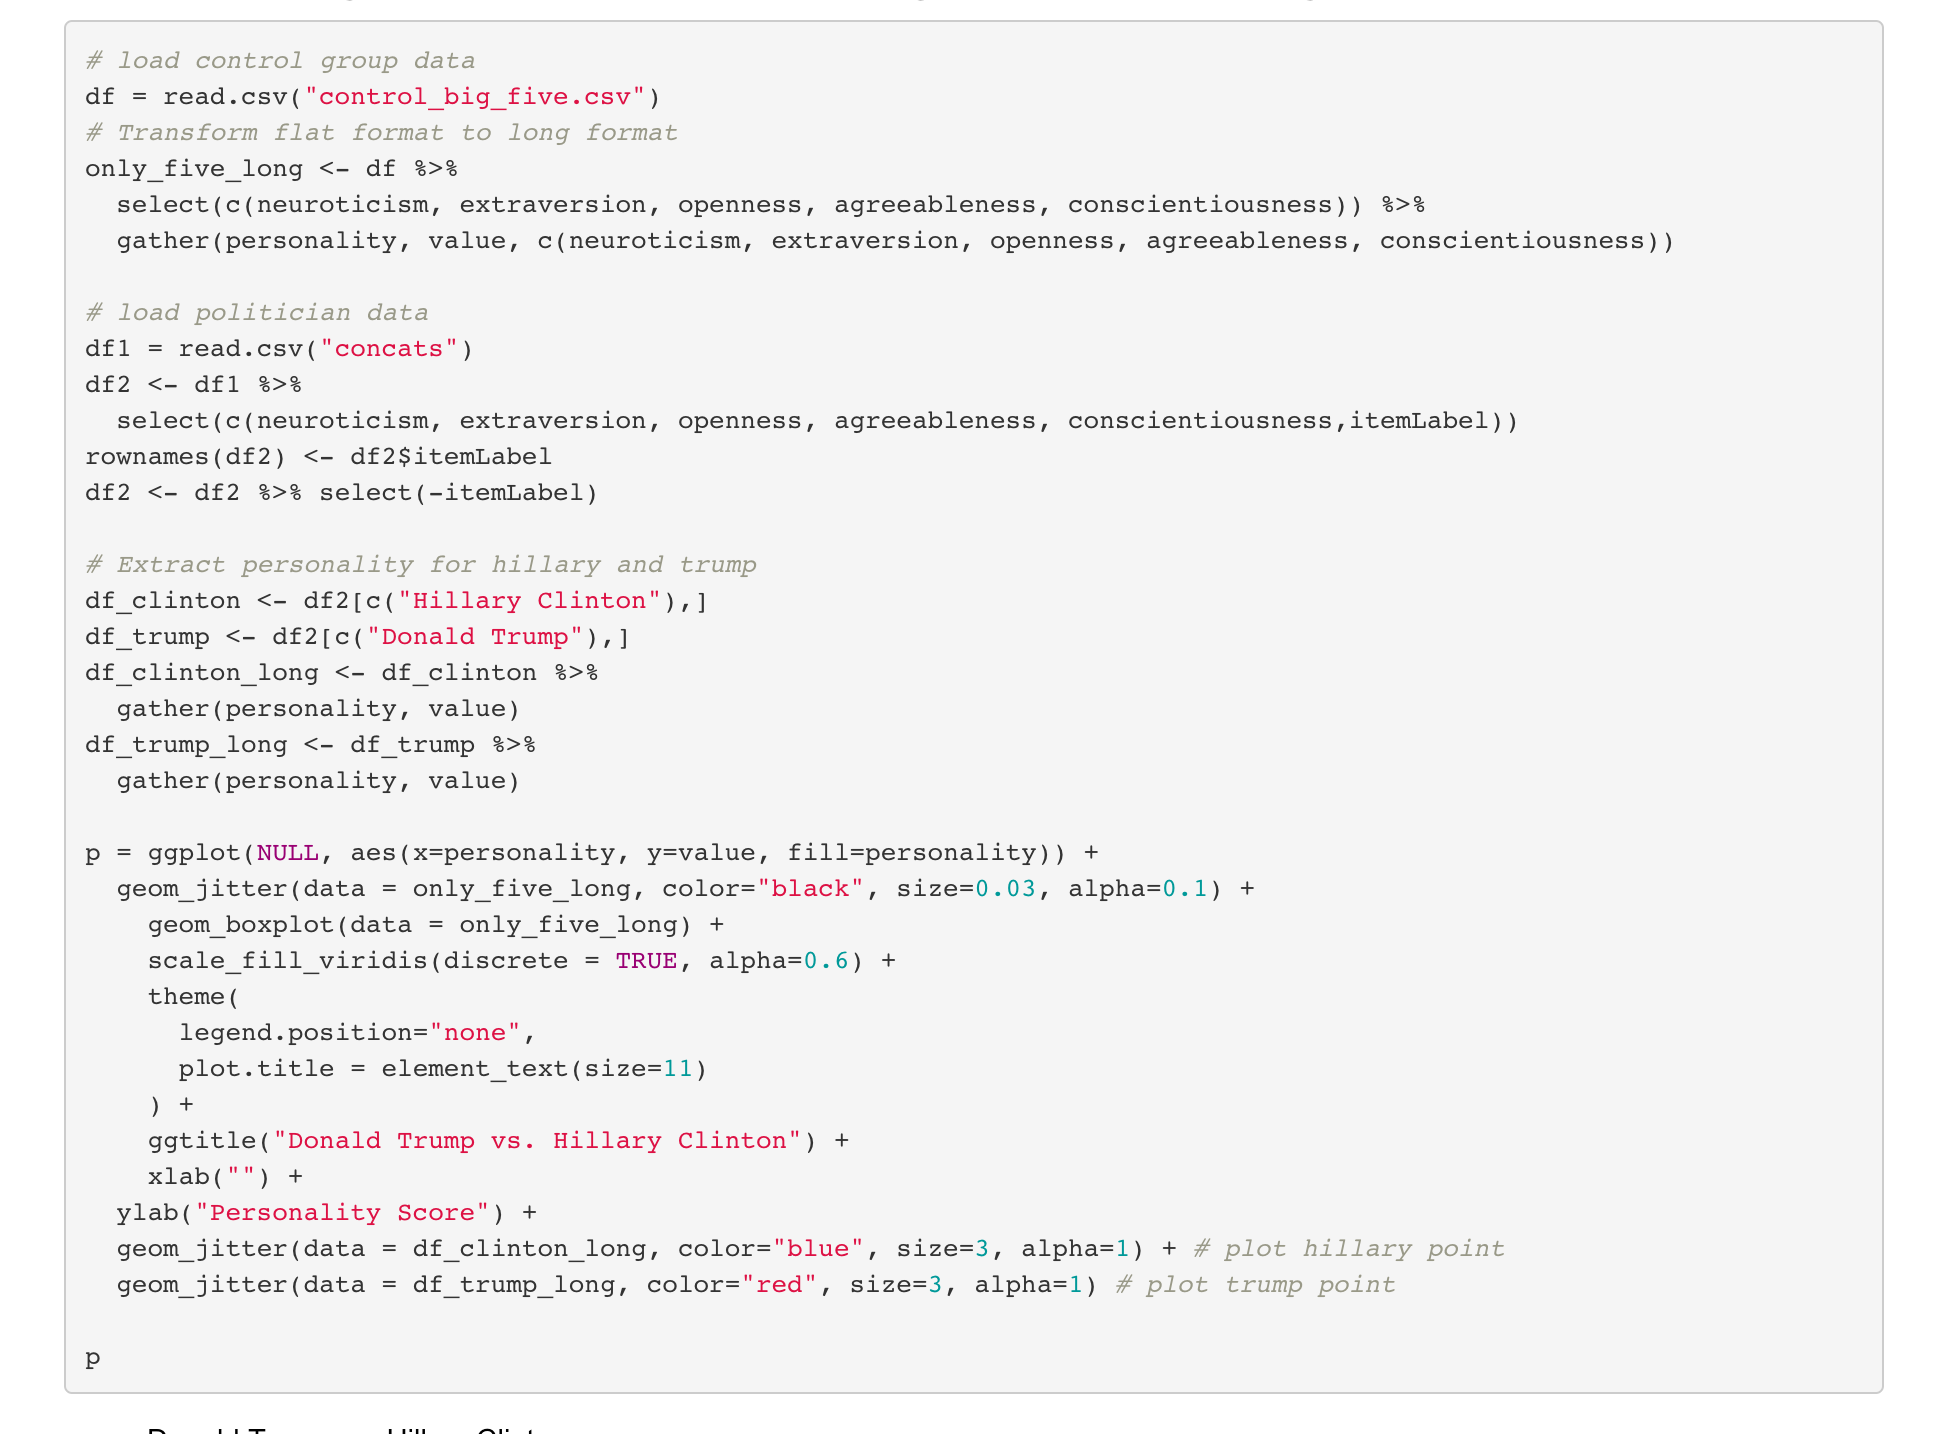 # load control group data
df = read.csv("control_big_five.csv")
# Transform flat format to long format
only_five_long <- df %>%
  select(c(neuroticism, extraversion, openness, agreeableness, conscientiousness)) %>%
  gather(personality, value, c(neuroticism, extraversion, openness, agreeableness, conscientiousness))

# load politician data
df1 = read.csv("concats")
df2 <- df1 %>%
  select(c(neuroticism, extraversion, openness, agreeableness, conscientiousness,itemLabel))
rownames(df2) <- df2$itemLabel
df2 <- df2 %>% select(-itemLabel)

# Extract personality for hillary and trump
df_clinton <- df2[c("Hillary Clinton"),]
df_trump <- df2[c("Donald Trump"),]
df_clinton_long <- df_clinton %>%
  gather(personality, value)
df_trump_long <- df_trump %>%
  gather(personality, value)

p = ggplot(NULL, aes(x=personality, y=value, fill=personality)) +
  geom_jitter(data = only_five_long, color="black", size=0.03, alpha=0.1) +
    geom_boxplot(data = only_five_long) +
    scale_fill_viridis(discrete = TRUE, alpha=0.6) +
    theme(
      legend.position="none",
      plot.title = element_text(size=11)
    ) +
    ggtitle("Donald Trump vs. Hillary Clinton") +
    xlab("") +
  ylab("Personality Score") +
  geom_jitter(data = df_clinton_long, color="blue", size=3, alpha=1) + # plot hillary point
  geom_jitter(data = df_trump_long, color="red", size=3, alpha=1) # plot trump point

p